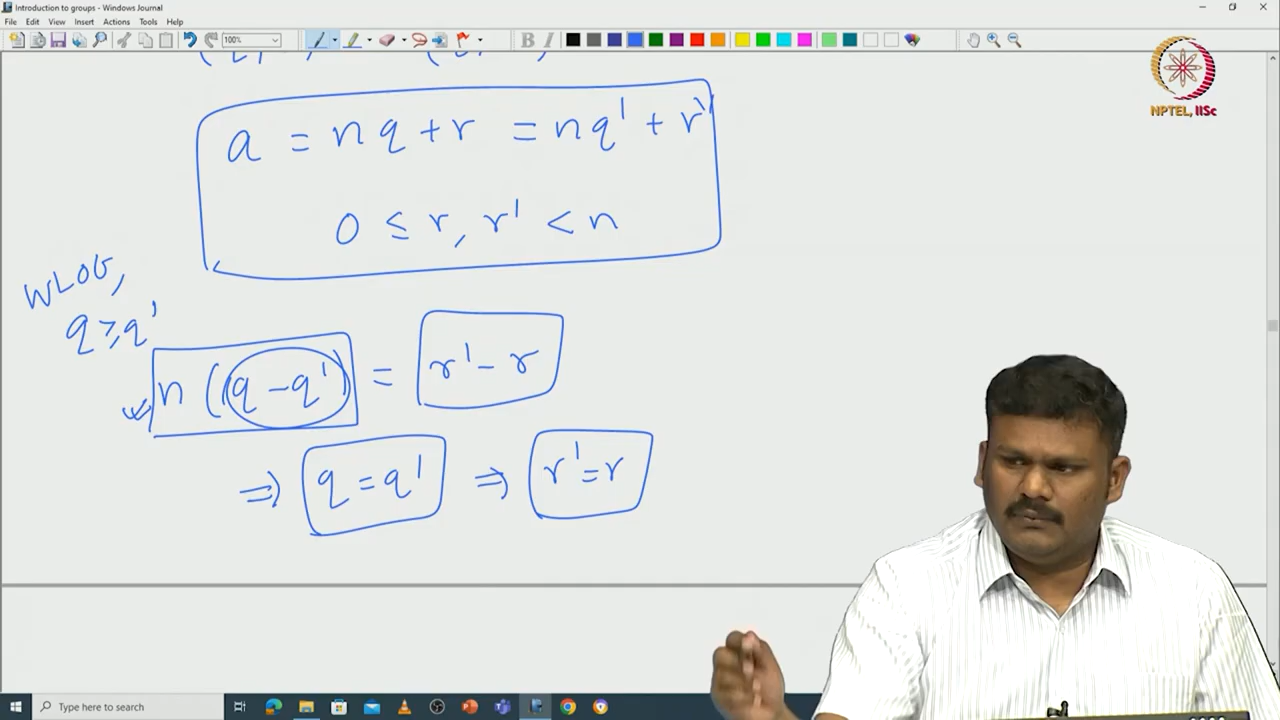 Introduction to groups - Windows Journal
File Edit View Insert Actions Tools Help
100%
B I
NPTEL, IISc
a = nq + r = nq' + r'
0 ≤ r, r' < n
WLOG,
q ≥ q'
n (q - q') = r' - r
⇒ q = q' ⇒ r' = r
Type here to search